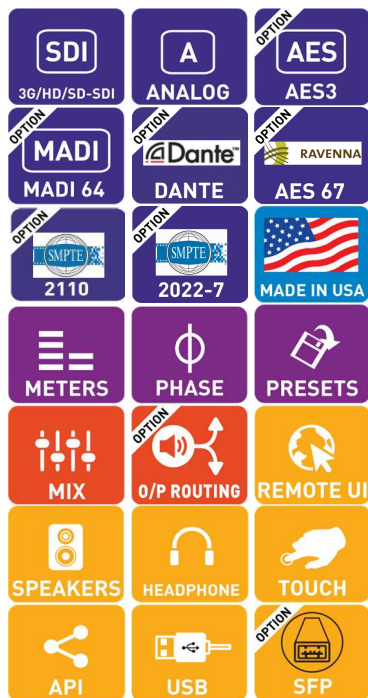 SDI
3G/HD/SD-SDI
A
ANALOG
OPTION
AES
AES3
OPTION
MADI
MADI 64
OPTION
Dante™
DANTE
OPTION
RAVENNA
AES 67
OPTION
SMPTE
2110
OPTION
SMPTE
2022-7
MADE IN USA
METERS
PHASE
PRESETS
MIX
OPTION
O/P ROUTING
REMOTE UI
SPEAKERS
HEADPHONE
TOUCH
API
USB
OPTION
SFP